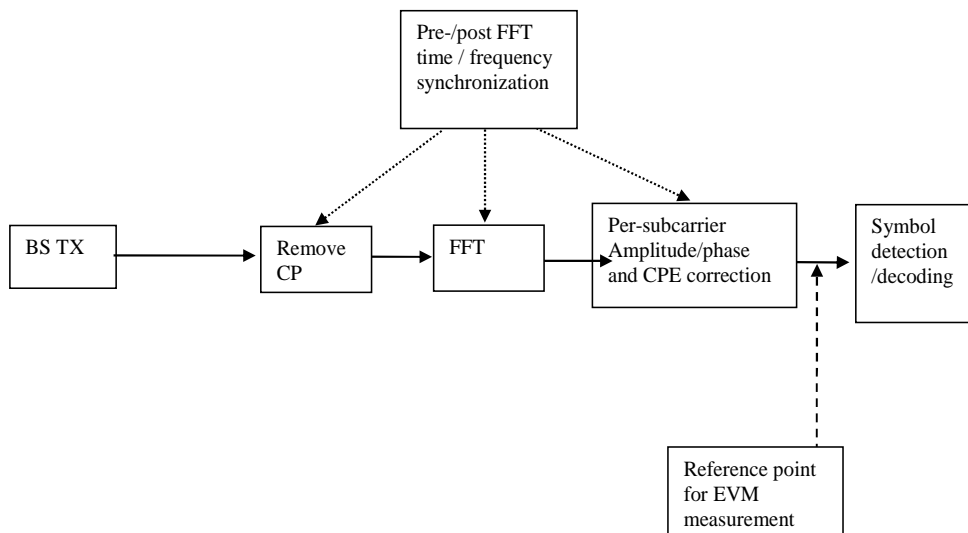 Pre-/post FFT
time / frequency
synchronization
BS TX
Remove
CP
FFT
Per-subcarrier
Amplitude/phase
and CPE correction
Symbol
detection
/decoding
Reference point
for EVM
measurement